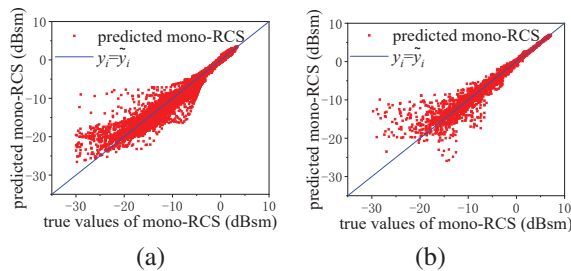 predicted mono-RCS (dBsm)
10
0
−10
−20
−30
predicted mono-RCS
y_i=ỹ_i
−30 −20 −10 0 10
true values of mono-RCS (dBsm)
(a)
predicted mono-RCS (dBsm)
10
0
−10
−20
−30
predicted mono-RCS
y_i=ỹ_i
−30 −20 −10 0 10
true values of mono-RCS (dBsm)
(b)